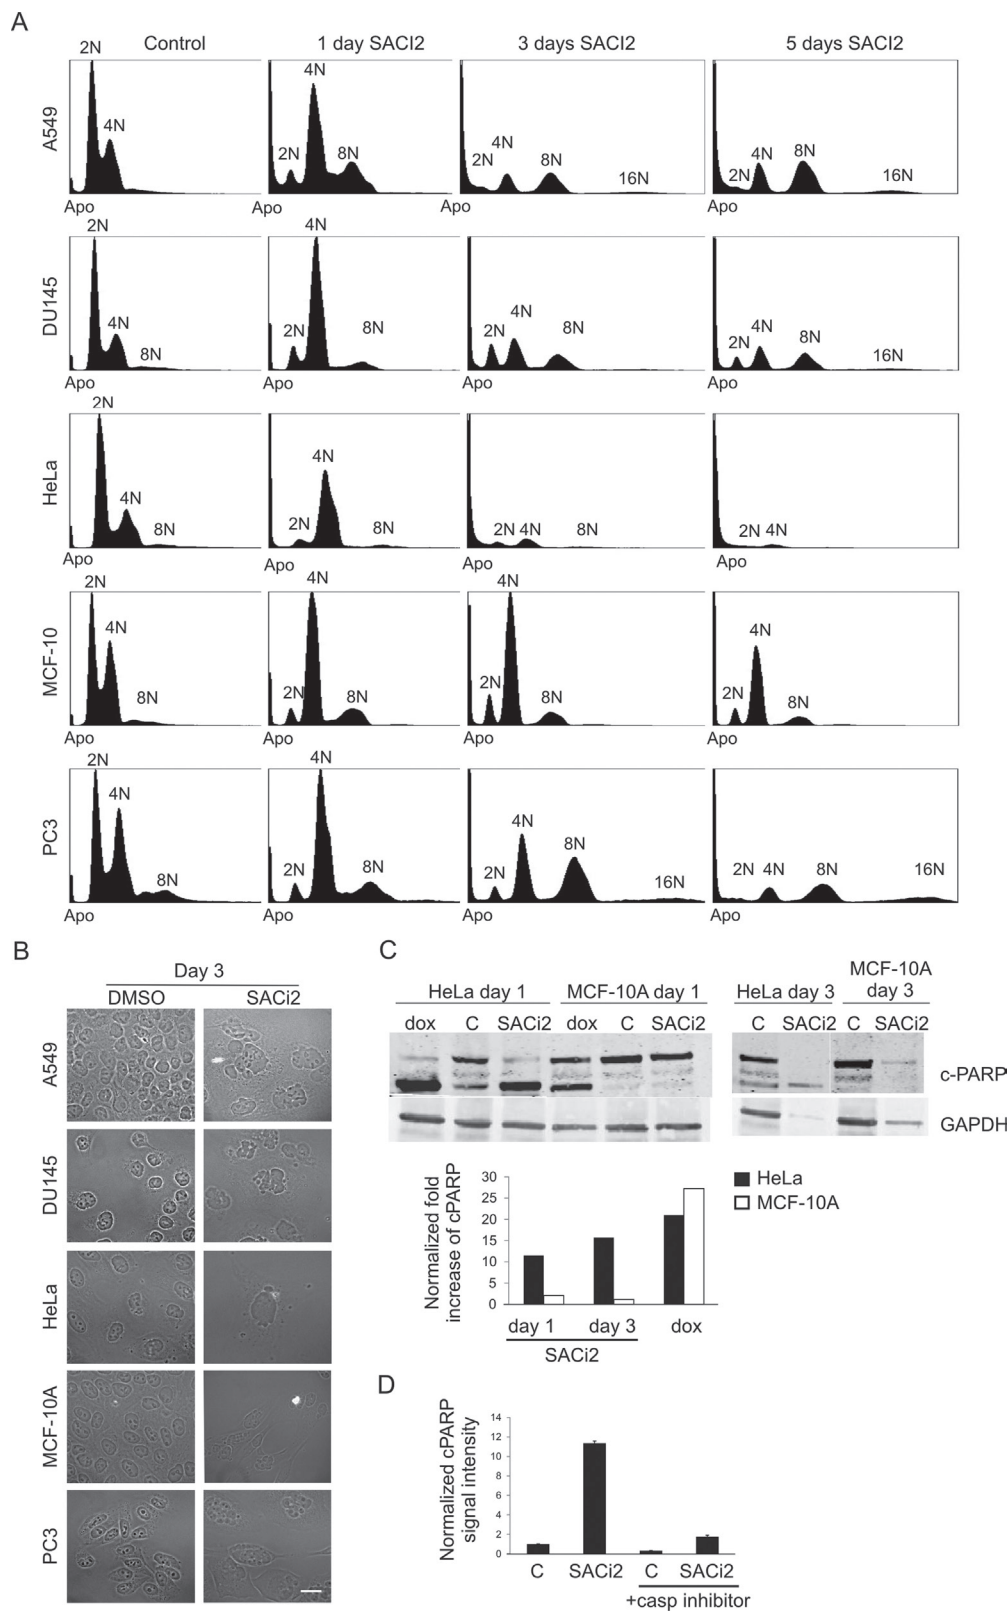 A
Control 1 day SACI2 3 days SACI2 5 days SACI2
A549
2N 4N
2N 4N 8N
2N 4N 8N 16N
2N 4N 8N 16N
Apo Apo Apo Apo
DU145
2N 4N 8N
2N 4N 8N
2N 4N 8N
2N 4N 8N 16N
Apo Apo Apo Apo
HeLa
2N 4N 8N
2N 4N 8N
2N 4N 8N
2N 4N
Apo Apo Apo Apo
MCF-10
2N 4N 8N
2N 4N 8N
2N 4N 8N
2N 4N 8N
Apo Apo Apo Apo
PC3
2N 4N 8N
2N 4N 8N
2N 4N 8N 16N
2N 4N 8N 16N
Apo Apo Apo Apo
B
Day 3
DMSO SACi2
A549
DU145
HeLa
MCF-10A
PC3
C
HeLa day 1 MCF-10A day 1 HeLa day 3 MCF-10A
day 3
dox C SACi2 dox C SACi2 C SACi2 C SACi2
c-PARP
GAPDH
Normalized fold
increase of cPARP
30
25
20
15
10
5
0
day 1 day 3 dox
SACi2
HeLa
MCF-10A
D
Normalized cPARP
signal intensity
14
12
10
8
6
4
2
0
C SACi2 C SACi2
+casp inhibitor